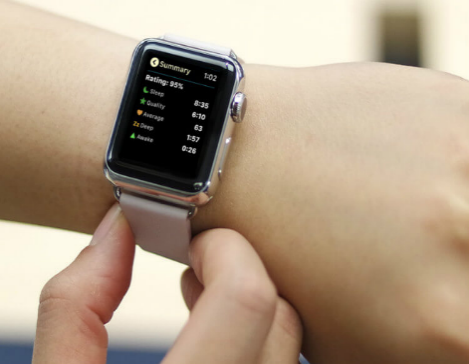 Summary 1:02
Rating: 95%
Sleep 8:35
Quality 6:10
Average 63
Deep 1:57
Awake 0:26